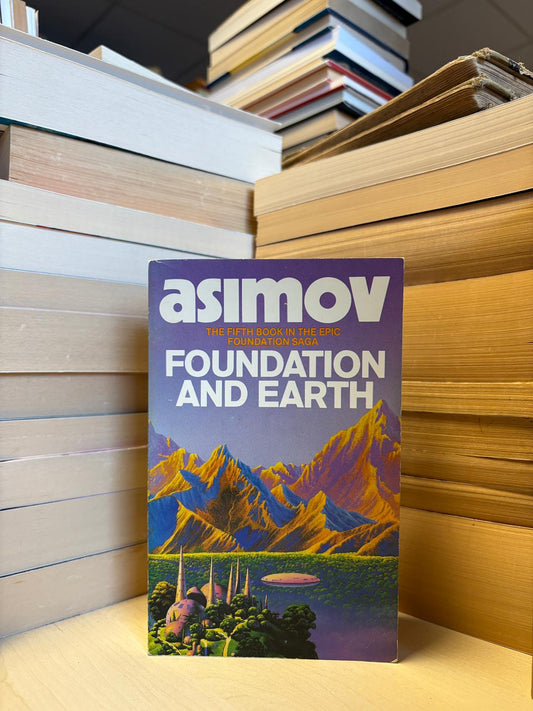 asimov
THE FIFTH BOOK IN THE EPIC
FOUNDATION SAGA
FOUNDATION
AND EARTH